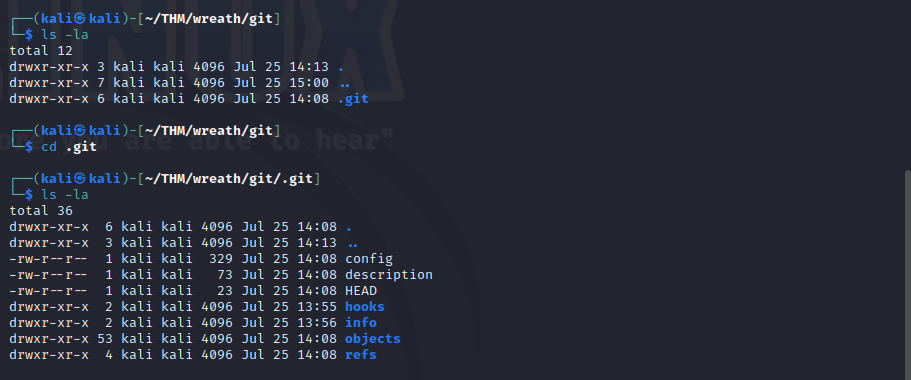 ┌──(kali㉿kali)-[~/THM/wreath/git]
└─$ ls -la
total 12
drwxr-xr-x 3 kali kali 4096 Jul 25 14:13 .
drwxr-xr-x 7 kali kali 4096 Jul 25 15:00 ..
drwxr-xr-x 6 kali kali 4096 Jul 25 14:08 .git
┌──(kali㉿kali)-[~/THM/wreath/git]
└─$ cd .git
ore you are able to hear"
┌──(kali㉿kali)-[~/THM/wreath/git/.git]
└─$ ls -la
total 36
drwxr-xr-x  6 kali kali 4096 Jul 25 14:08 .
drwxr-xr-x  3 kali kali 4096 Jul 25 14:13 ..
-rw-r--r--  1 kali kali  329 Jul 25 14:08 config
-rw-r--r--  1 kali kali   73 Jul 25 14:08 description
-rw-r--r--  1 kali kali   23 Jul 25 14:08 HEAD
drwxr-xr-x  2 kali kali 4096 Jul 25 13:55 hooks
drwxr-xr-x  2 kali kali 4096 Jul 25 13:56 info
drwxr-xr-x 53 kali kali 4096 Jul 25 14:08 objects
drwxr-xr-x  4 kali kali 4096 Jul 25 14:08 refs